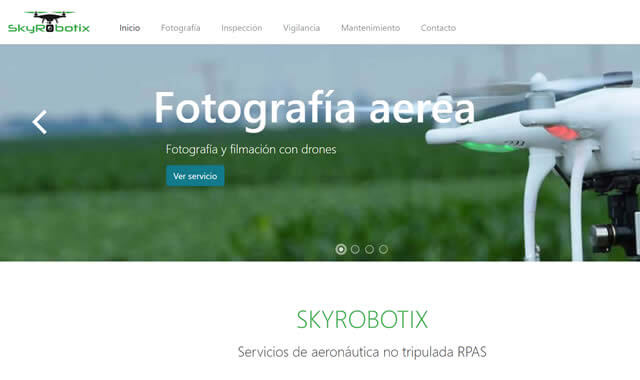 SkyRobotix
Inicio Fotografía Inspección Vigilancia Mantenimiento Contacto
Fotografía aerea
Fotografía y filmación con drones
Ver servicio
SKYROBOTIX
Servicios de aeronáutica no tripulada RPAS